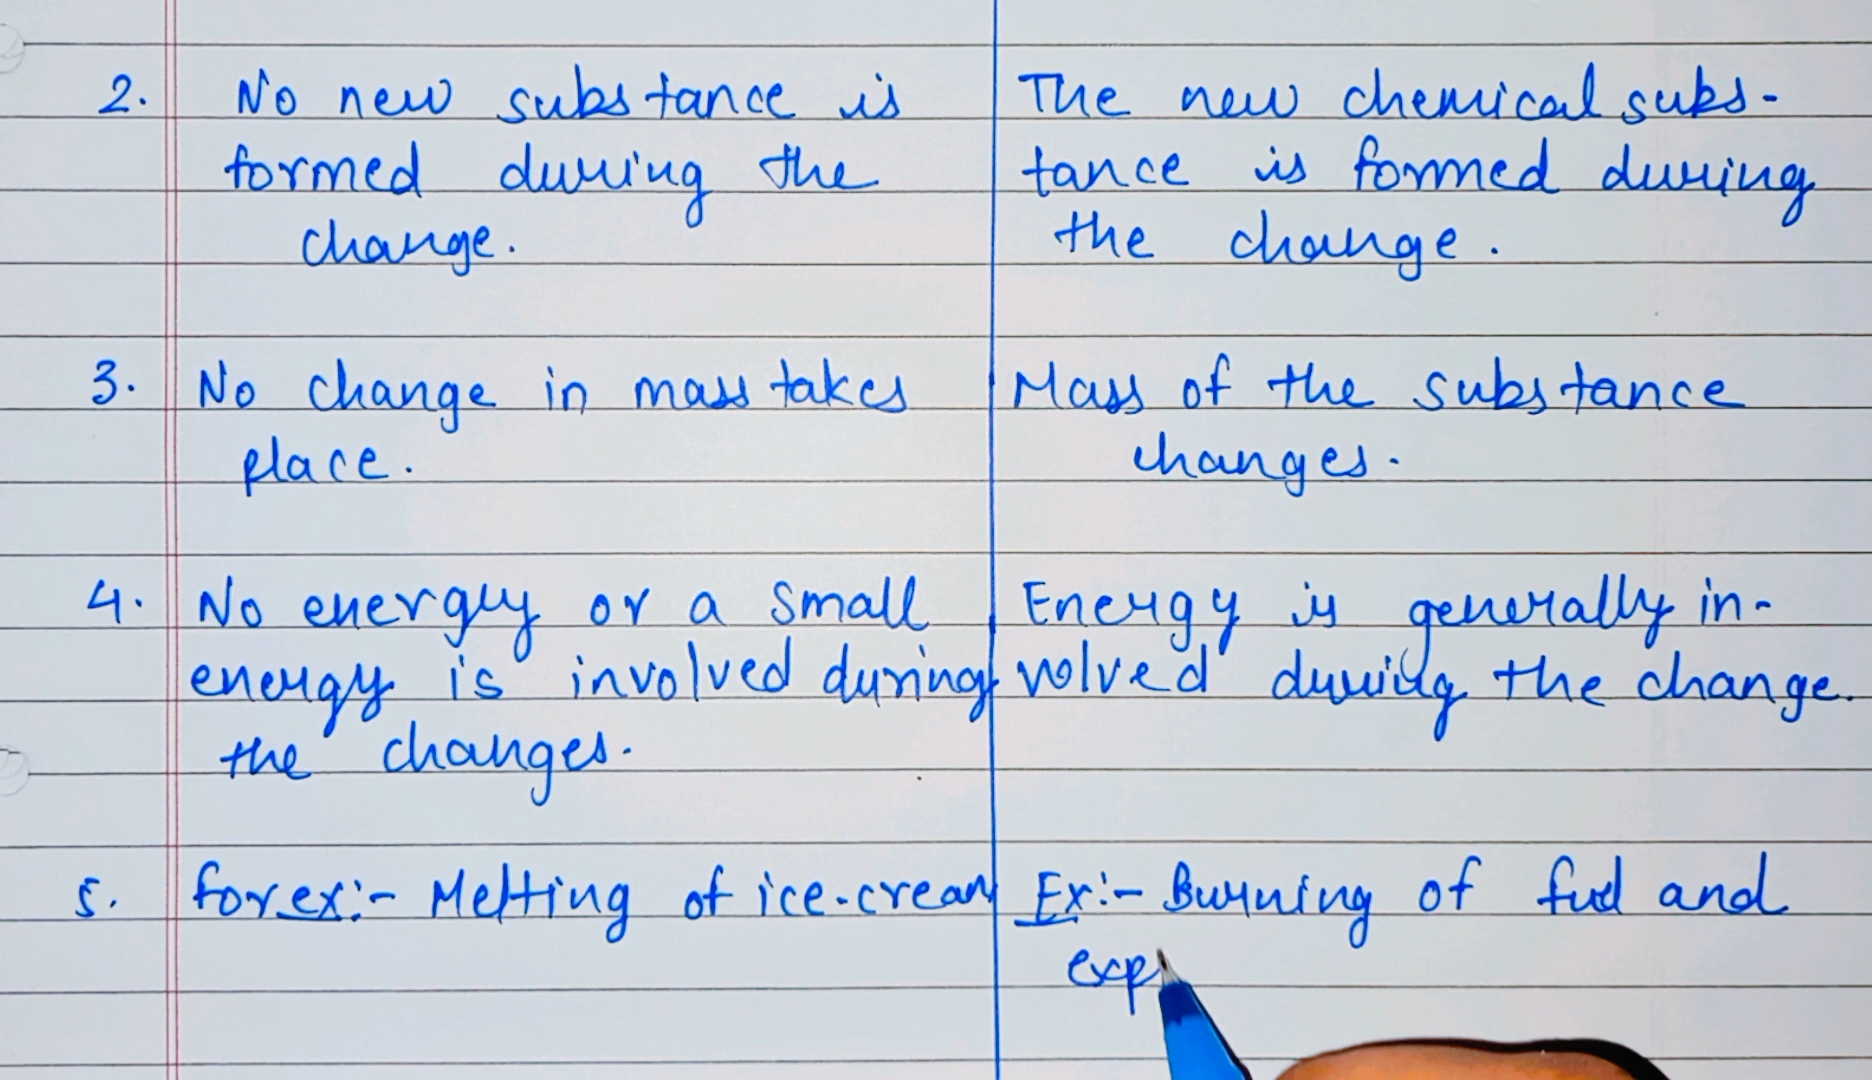 2. No new substance is
formed during the
change.
The new chemical subs-
tance is formed during
the change.
3. No change in mass takes
place.
Mass of the substance
changes.
4. No energy or a small
energy is involved during
the changes.
Energy is generally in-
volved during the change.
5. for ex:- Melting of ice-cream
Ex:- Burning of fuel and
exp